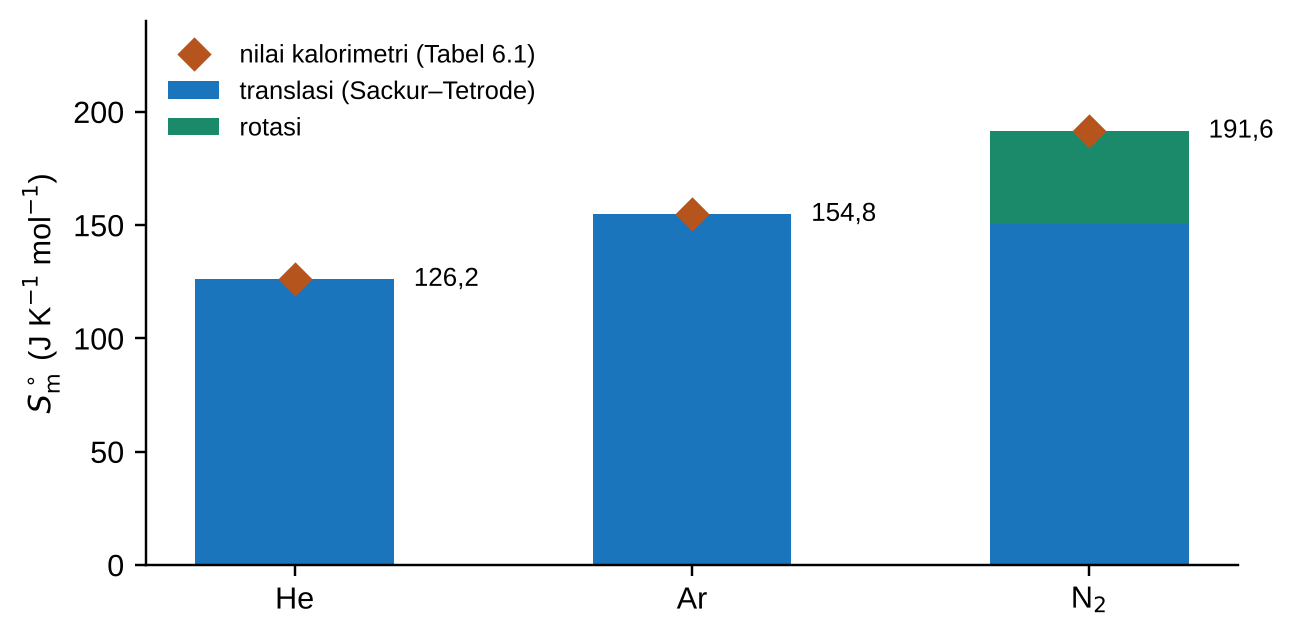 nilai kalorimetri (Tabel 6.1)
translasi (Sackur–Tetrode)
rotasi
S°m (J K⁻¹ mol⁻¹)
200
150
100
50
0
126,2
154,8
191,6
He
Ar
N₂